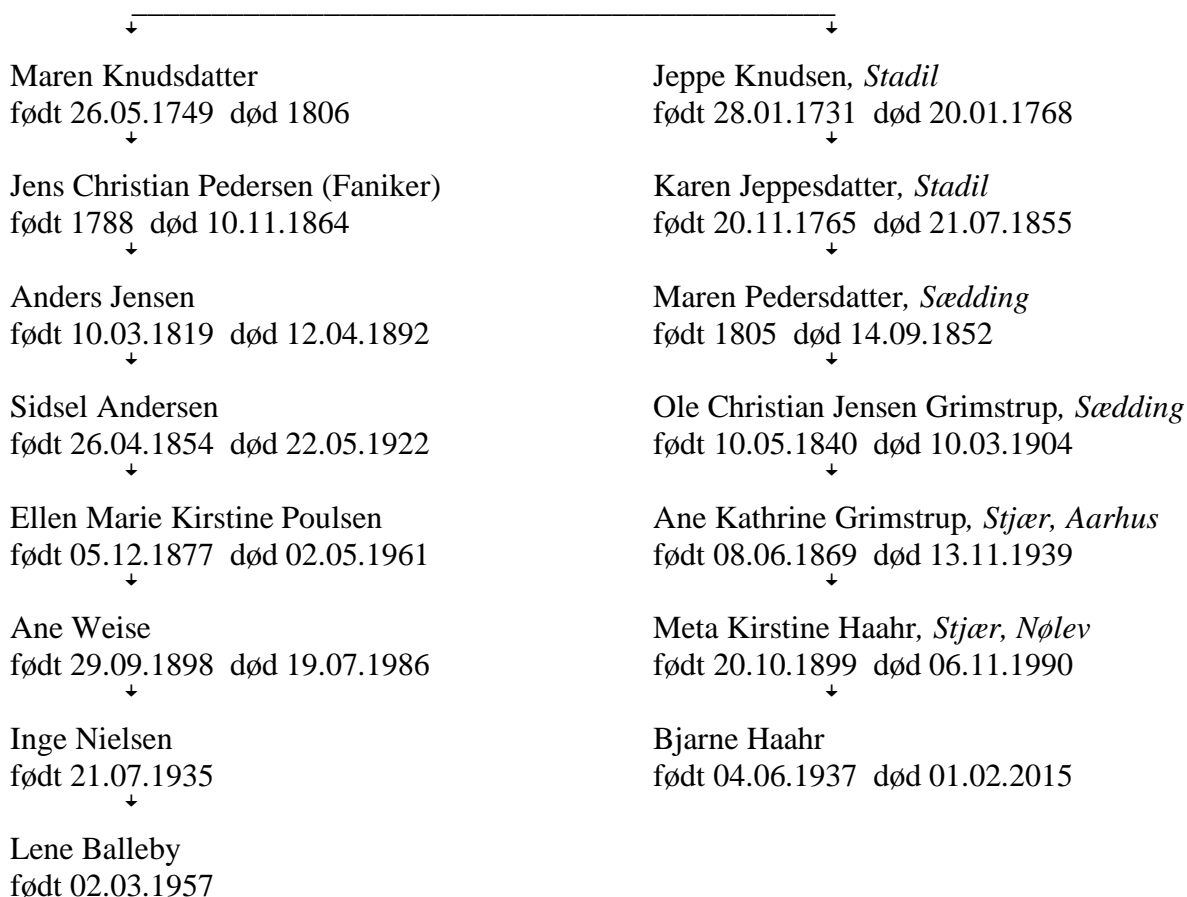 Maren Knudsdatter
født 26.05.1749 død 1806
Jens Christian Pedersen (Faniker)
født 1788 død 10.11.1864
Anders Jensen
født 10.03.1819 død 12.04.1892
Sidsel Andersen
født 26.04.1854 død 22.05.1922
Ellen Marie Kirstine Poulsen
født 05.12.1877 død 02.05.1961
Ane Weise
født 29.09.1898 død 19.07.1986
Inge Nielsen
født 21.07.1935
Lene Balleby
født 02.03.1957
Jeppe Knudsen, Stadil
født 28.01.1731 død 20.01.1768
Karen Jeppesdatter, Stadil
født 20.11.1765 død 21.07.1855
Maren Pedersdatter, Sædding
født 1805 død 14.09.1852
Ole Christian Jensen Grimstrup, Sædding
født 10.05.1840 død 10.03.1904
Ane Kathrine Grimstrup, Stjær, Aarhus
født 08.06.1869 død 13.11.1939
Meta Kirstine Haahr, Stjær, Nølev
født 20.10.1899 død 06.11.1990
Bjarne Haahr
født 04.06.1937 død 01.02.2015